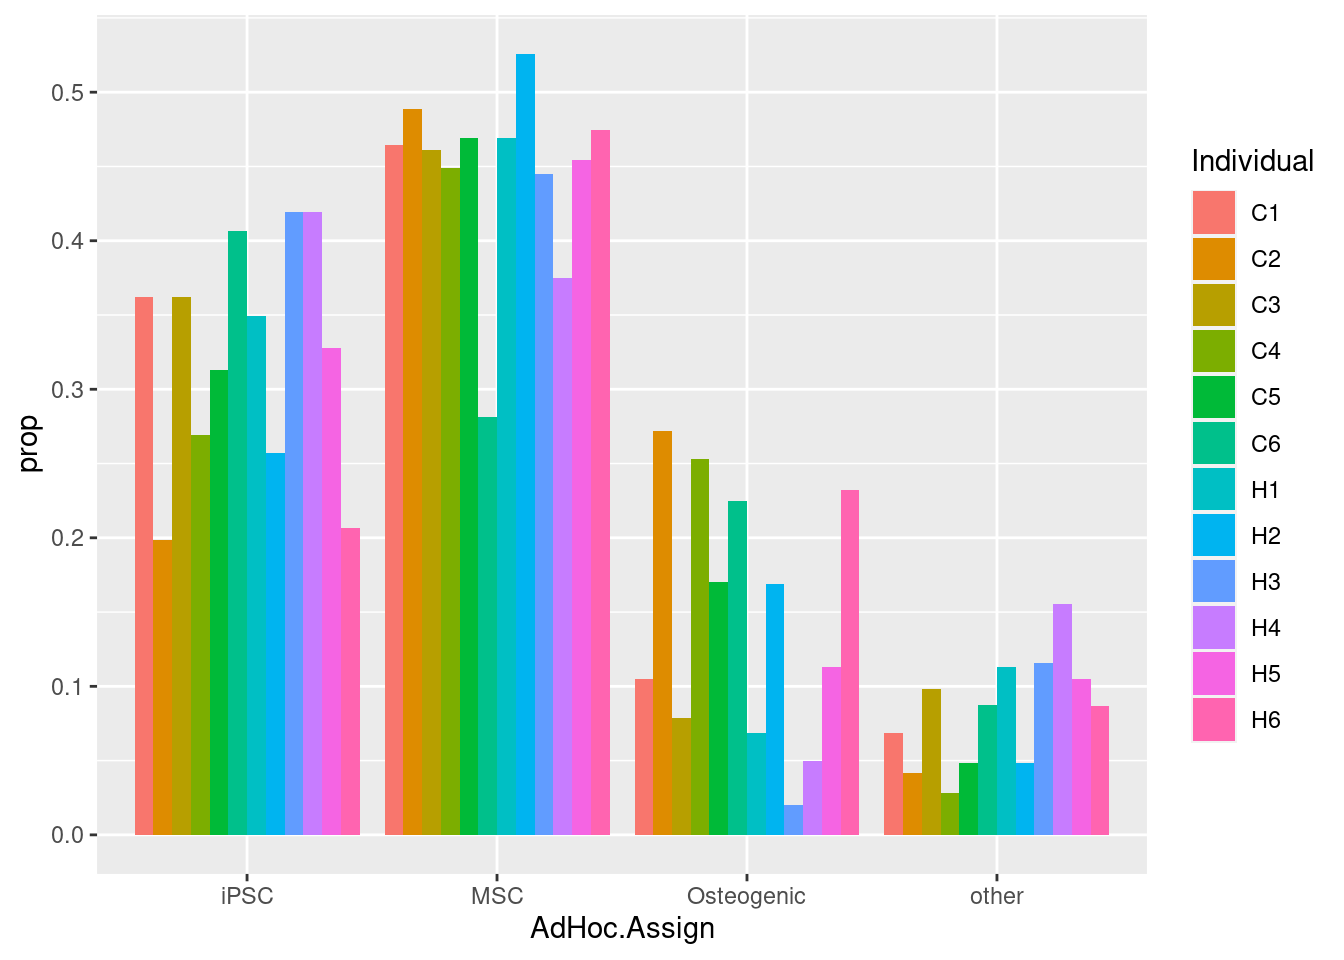 0.5
0.4
0.3
0.2
0.1
0.0
prop
iPSC
MSC
Osteogenic
other
AdHoc.Assign
Individual
C1
C2
C3
C4
C5
C6
H1
H2
H3
H4
H5
H6